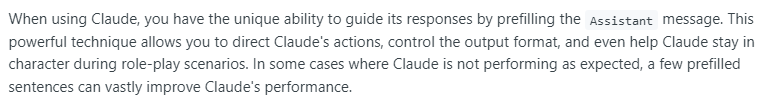 When using Claude, you have the unique ability to guide its responses by prefilling the Assistant message. This
powerful technique allows you to direct Claude's actions, control the output format, and even help Claude stay in
character during role-play scenarios. In some cases where Claude is not performing as expected, a few prefilled
sentences can vastly improve Claude's performance.